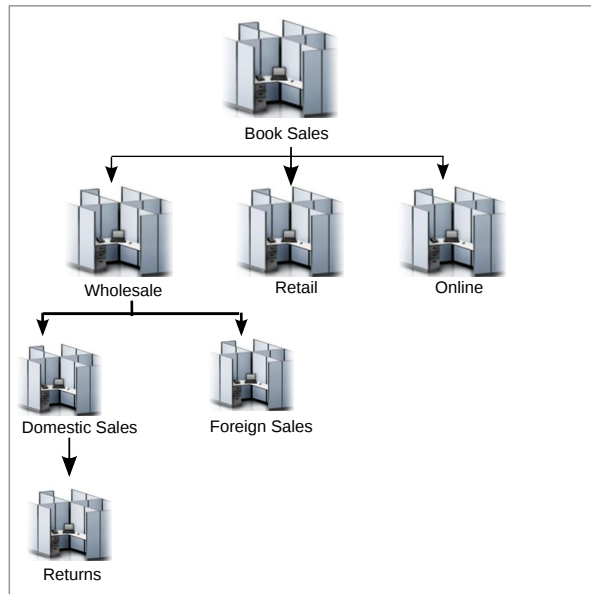 Book Sales
Wholesale
Retail
Online
Domestic Sales
Foreign Sales
Returns